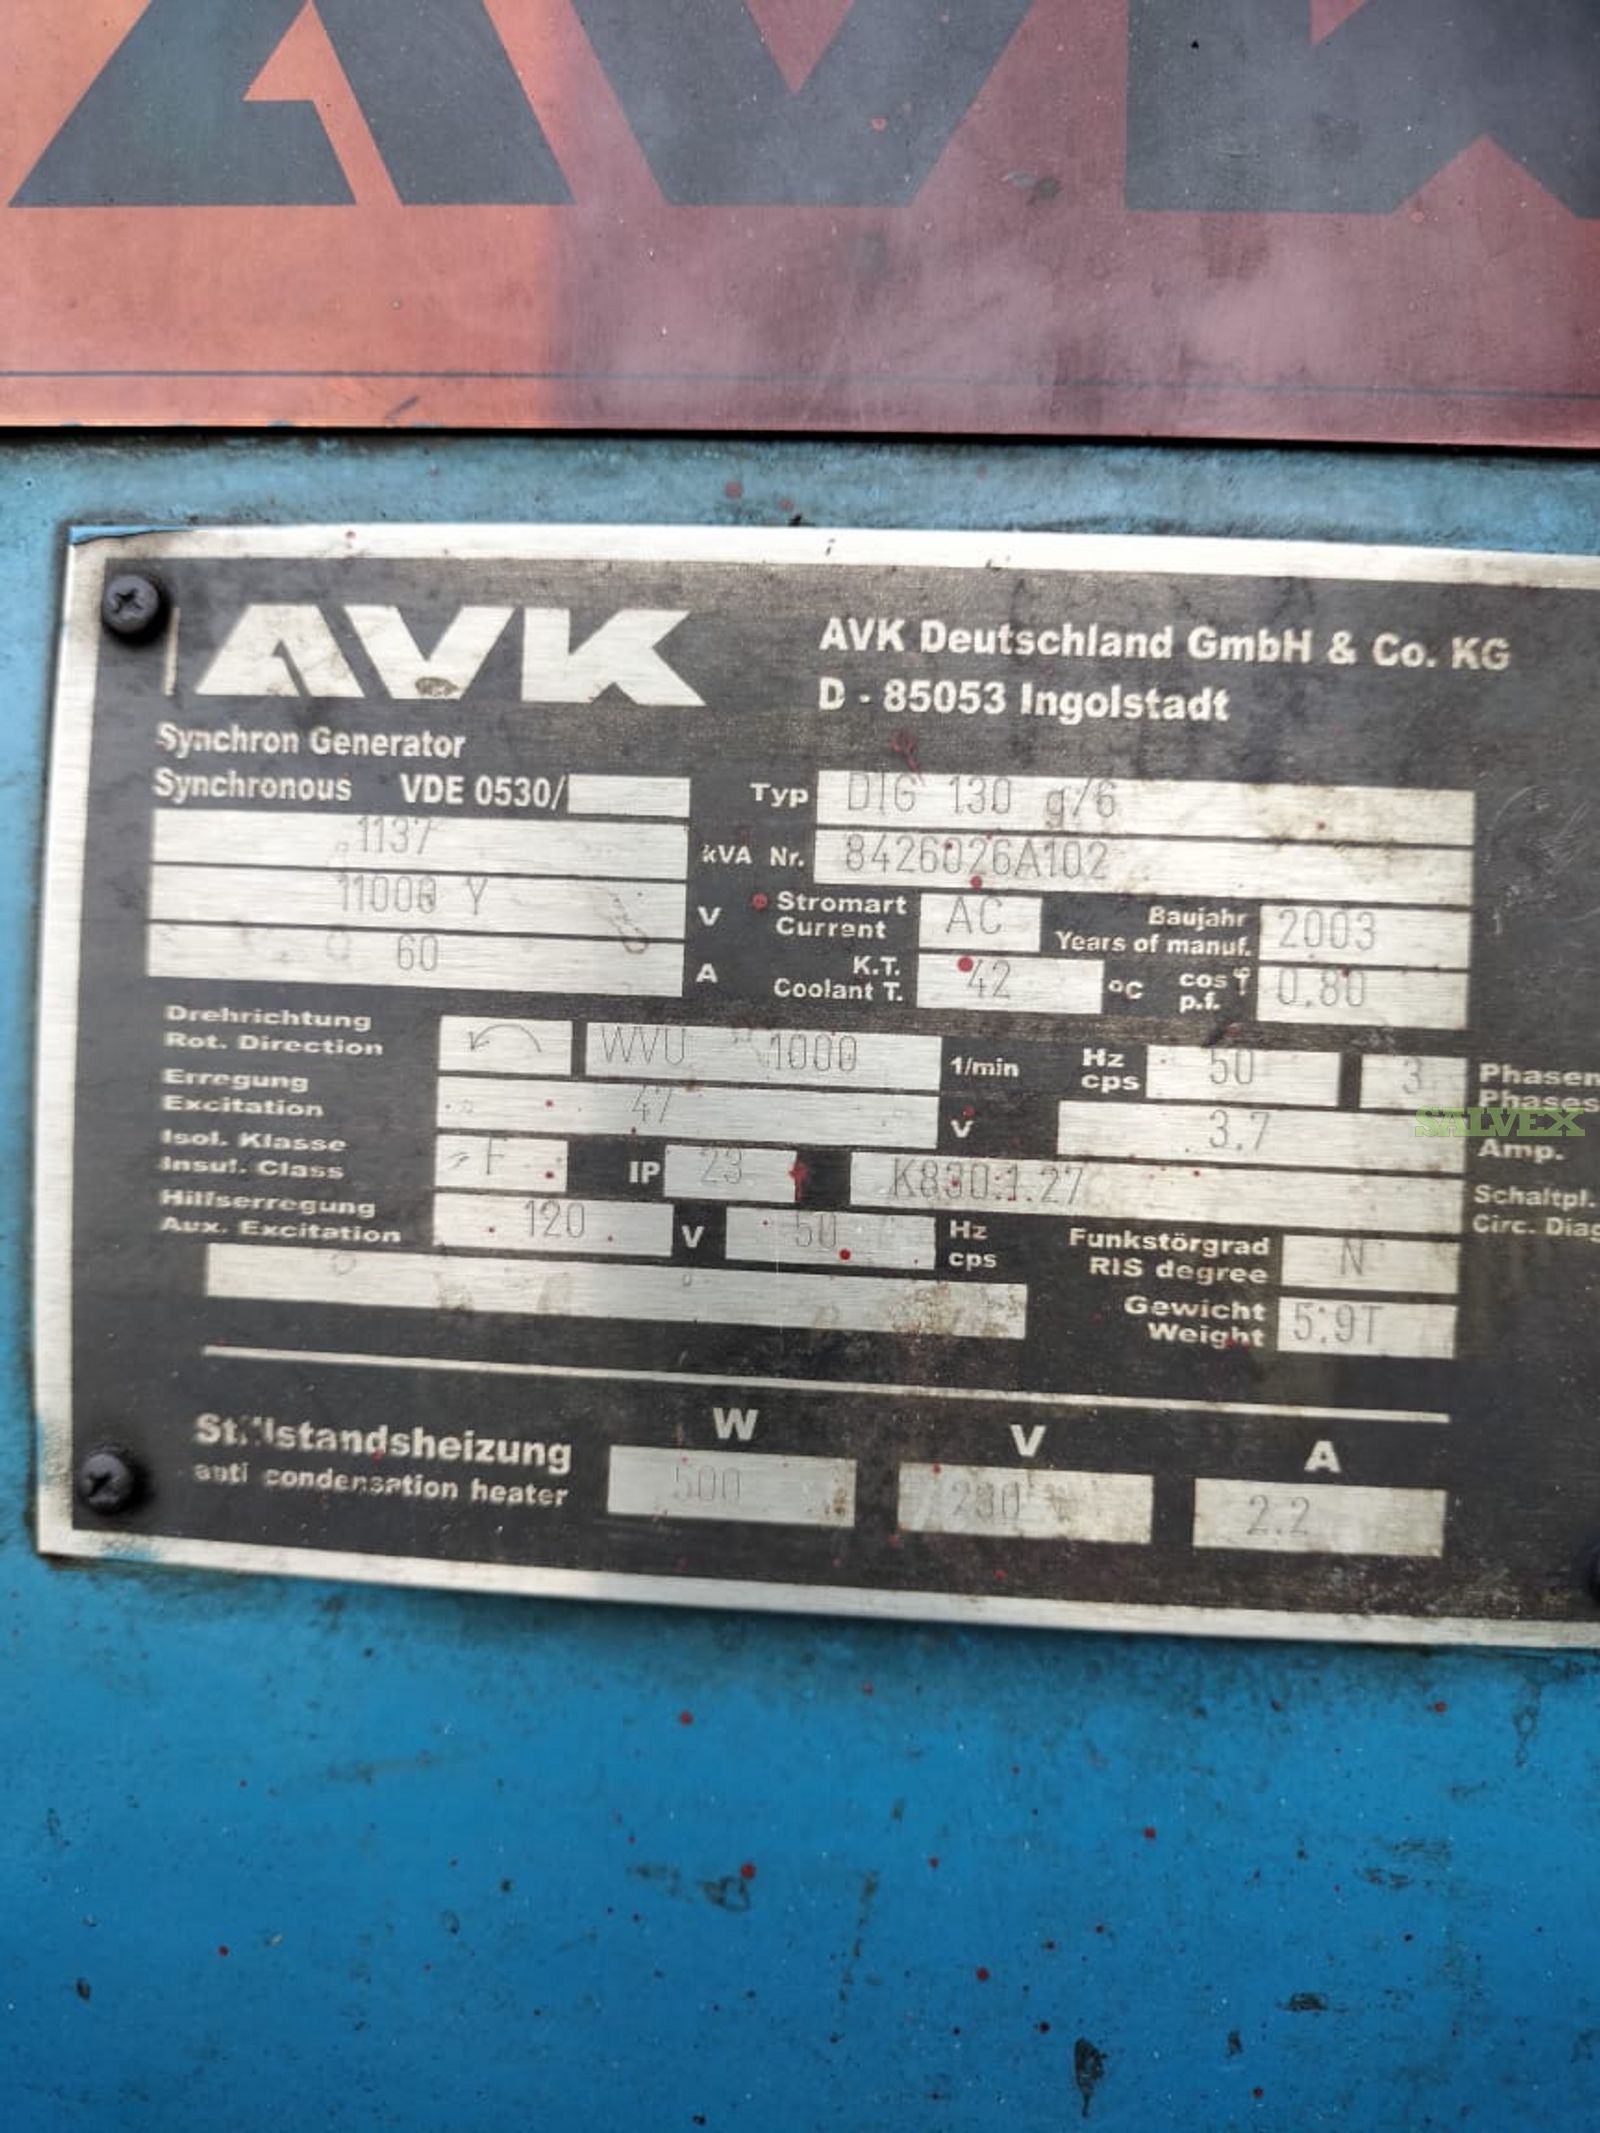 AVK
AVK
AVK Deutschland GmbH & Co. KG
D - 85053 Ingolstadt
Synchron Generator
Synchronous VDE 0530/
Typ DIG 130 g/6
1137 kVA Nr. 8426026A102
11000 Y V Stromart Current AC Baujahr Years of manuf. 2003
60 A K.T. Coolant T. 42 °C cos φ p.f. 0.80
Drehrichtung Rot. Direction WVU 1000 1/min Hz cps 50 3 Phasen Phases
Erregung Excitation 47 V 3.7 Amp.
Isol. Klasse Insul. Class F IP 23 K830.1.27 Schaltpl. Circ. Diag
Hilfserregung Aux. Excitation 120 V 50 Hz cps Funkstörgrad RIS degree N
Gewicht Weight 5.9T
W V A
Stillstandsheizung
anti condensation heater 500 230 2.2
SALVEX